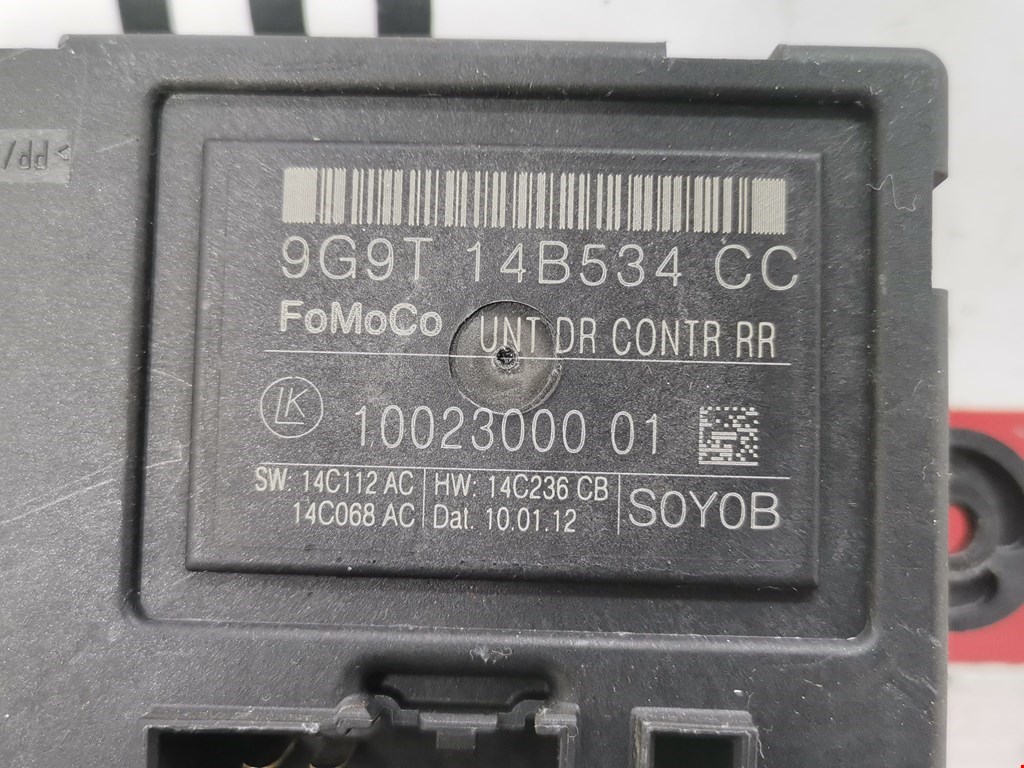 9G9T 14B534 CC
FoMoCo UNT DR CONTR RR
LK 10023000 01
SW: 14C112 AC HW: 14C236 CB S0Y0B
14C068 AC Dat. 10.01.12